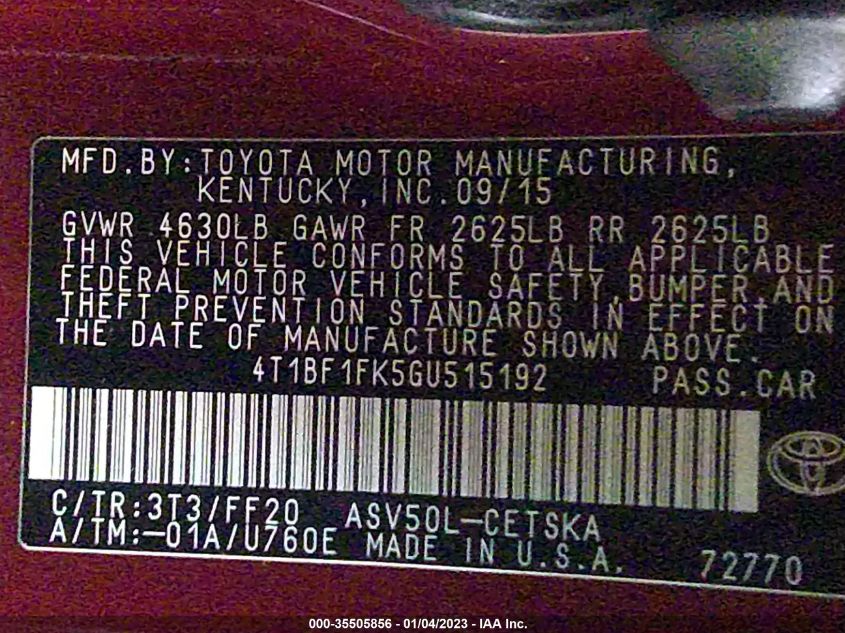 MFD.BY:TOYOTA MOTOR MANUFACTURING,
KENTUCKY,INC.09/15
GVWR 4630LB GAWR FR 2625LB RR 2625LB
THIS VEHICLE CONFORMS TO ALL APPLICABLE
FEDERAL MOTOR VEHICLE SAFETY,BUMPER,AND
THEFT PREVENTION STANDARDS IN EFFECT ON
THE DATE OF MANUFACTURE SHOWN ABOVE.
4T1BF1FK5GU515192 PASS.CAR
C/TR:3T3/FF20 ASV50L-CETSKA
A/TM:-01A/U760E MADE IN U.S.A. 72770
000-35505856 - 01/04/2023 - IAA Inc.